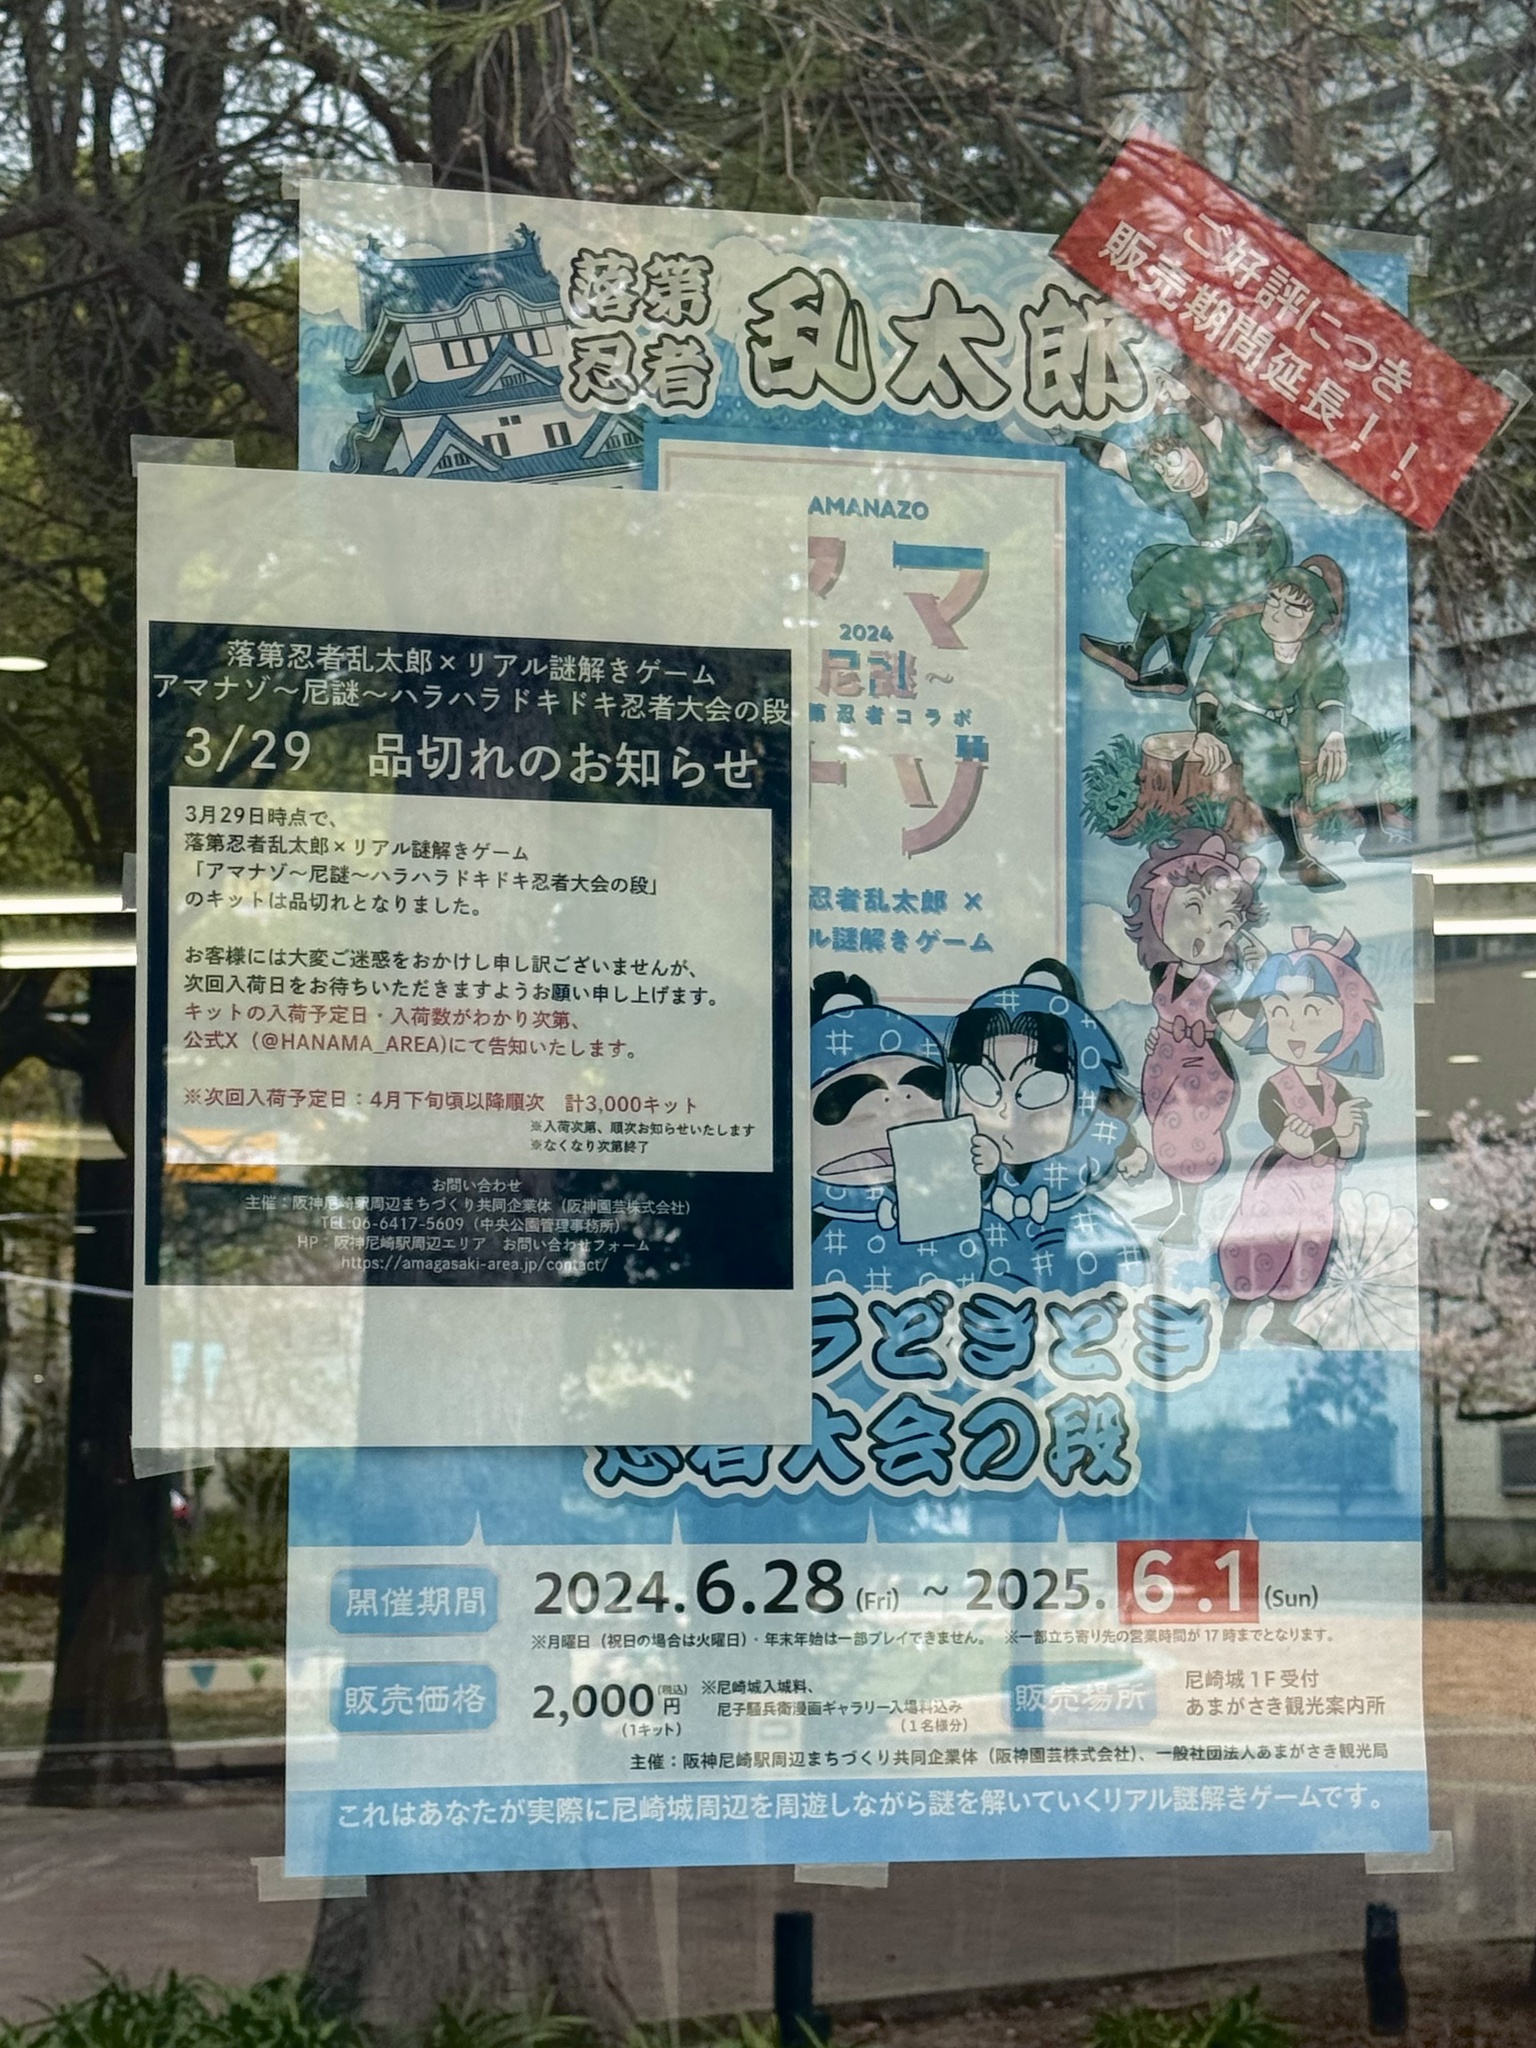 ご好評につき
販売期間延長！！
落第
忍者
乱太郎
AMANAZO
マ
2024
尼謎～
第忍者コラボ
ゾ
忍者乱太郎 ×
ル謎解きゲーム
落第忍者乱太郎×リアル謎解きゲーム
アマナゾ～尼謎～ハラハラドキドキ忍者大会の段
3/29 品切れのお知らせ
3月29日時点で、
落第忍者乱太郎×リアル謎解きゲーム
「アマナゾ～尼謎～ハラハラドキドキ忍者大会の段」
のキットは品切れとなりました。
お客様には大変ご迷惑をおかけし申し訳ございませんが、
次回入荷日をお待ちいただきますようお願い申し上げます。
キットの入荷予定日・入荷数がわかり次第、
公式X（@HANAMA_AREA)にて告知いたします。
※次回入荷予定日：4月下旬頃以降順次 計3,000キット
※入荷次第、順次お知らせいたします
※なくなり次第終了
お問い合わせ
主催：阪神尼崎駅周辺まちづくり共同企業体（阪神園芸株式会社）
TEL:06-6417-5609（中央公園管理事務所）
HP：阪神尼崎駅周辺エリア お問い合わせフォーム
https://amagasaki-area.jp/contact/
ラどきどき
忍者大会の段
開催期間 2024.6.28(Fri) ～ 2025.6.1(Sun)
※月曜日（祝日の場合は火曜日）・年末年始は一部プレイできません。 ※一部立ち寄り先の営業時間が17時までとなります。
販売価格 2,000円(税込)
(1キット)
※尼崎城入城料、
尼子騒兵衛漫画ギャラリー入場料込み
（1名様分）
販売場所 尼崎城1F受付
あまがさき観光案内所
主催：阪神尼崎駅周辺まちづくり共同企業体（阪神園芸株式会社）、一般社団法人あまがさき観光局
これはあなたが実際に尼崎城周辺を周遊しながら謎を解いていくリアル謎解きゲームです。